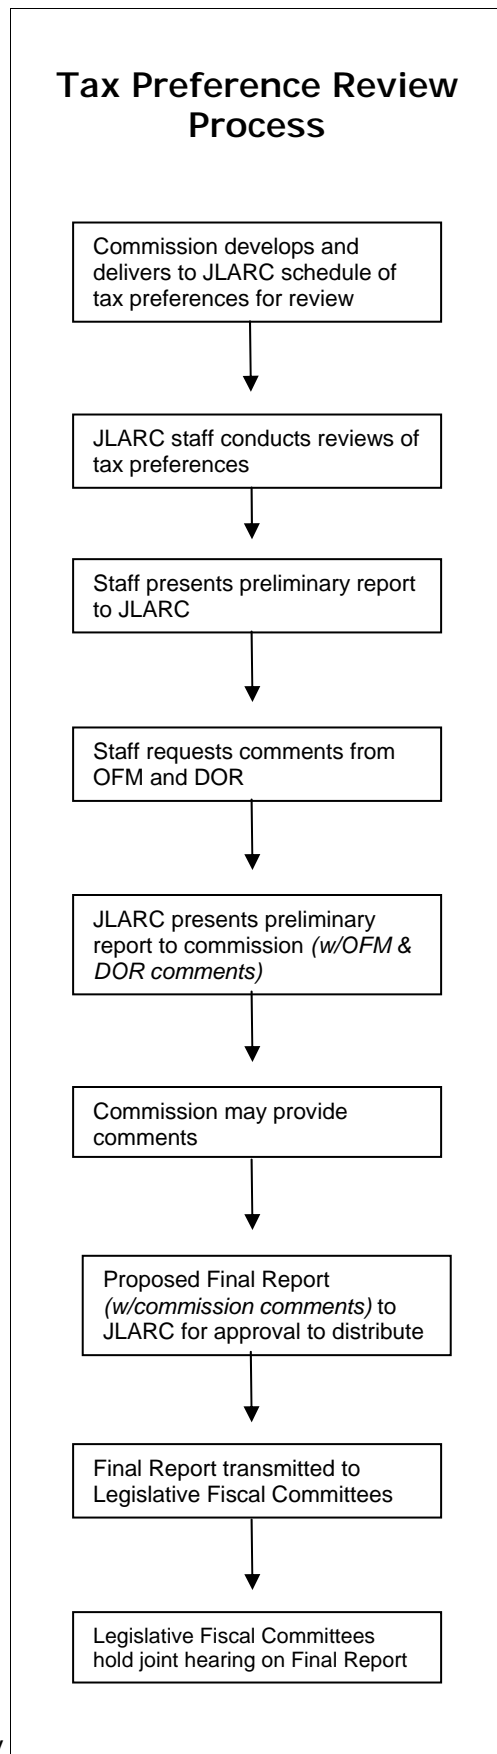 Tax Preference Review
Process
Commission develops and
delivers to JLARC schedule of
tax preferences for review
JLARC staff conducts reviews of
tax preferences
Staff presents preliminary report
to JLARC
Staff requests comments from
OFM and DOR
JLARC presents preliminary
report to commission (w/OFM &
DOR comments)
Commission may provide
comments
Proposed Final Report
(w/commission comments) to
JLARC for approval to distribute
Final Report transmitted to
Legislative Fiscal Committees
Legislative Fiscal Committees
hold joint hearing on Final Report